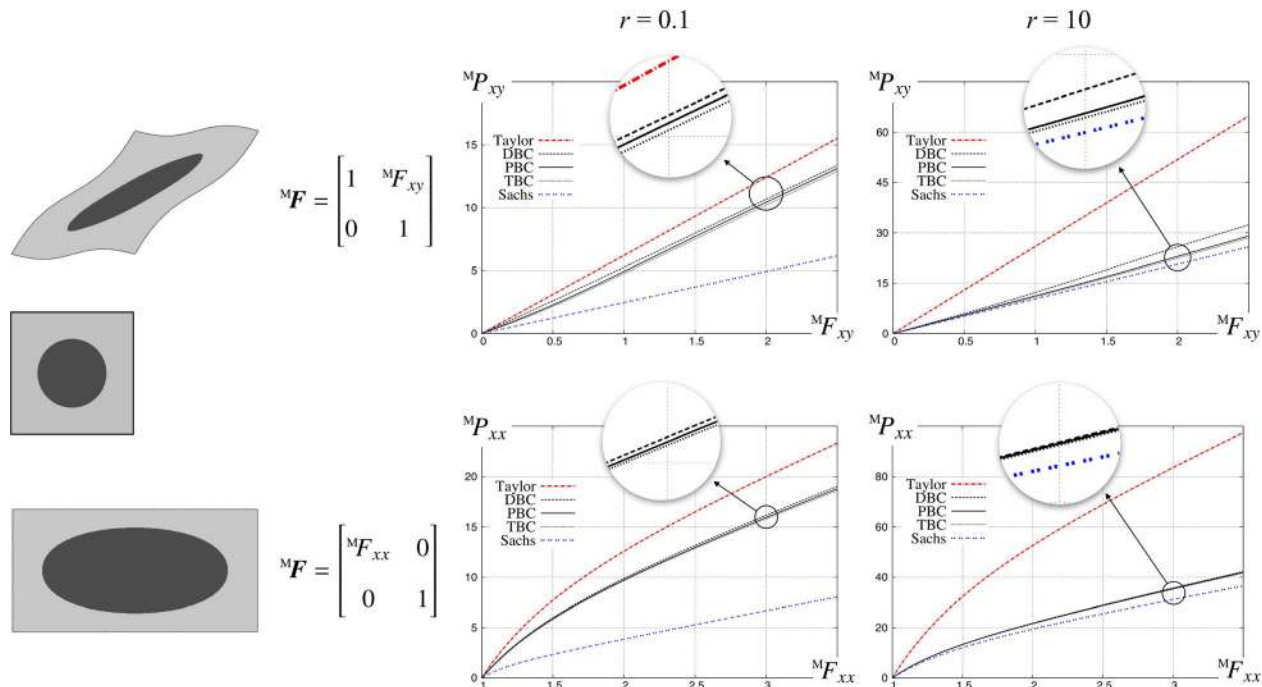 r = 0.1
r = 10
ᴹF = [1 ᴹFxy
0 1]
ᴹPxy
15
10
5
0
Taylor
DBC
PBC
TBC
Sachs
0 0.5 1 1.5 2
ᴹFxy
ᴹPxy
60
45
30
15
0
Taylor
DBC
PBC
TBC
Sachs
0 0.5 1 1.5 2
ᴹFxy
ᴹF = [ᴹFxx 0
0 1]
ᴹPxx
20
15
10
5
0
Taylor
DBC
PBC
TBC
Sachs
1 1.5 2 2.5 3
ᴹFxx
ᴹPxx
80
60
40
20
0
Taylor
DBC
PBC
TBC
Sachs
1 1.5 2 2.5 3
ᴹFxx